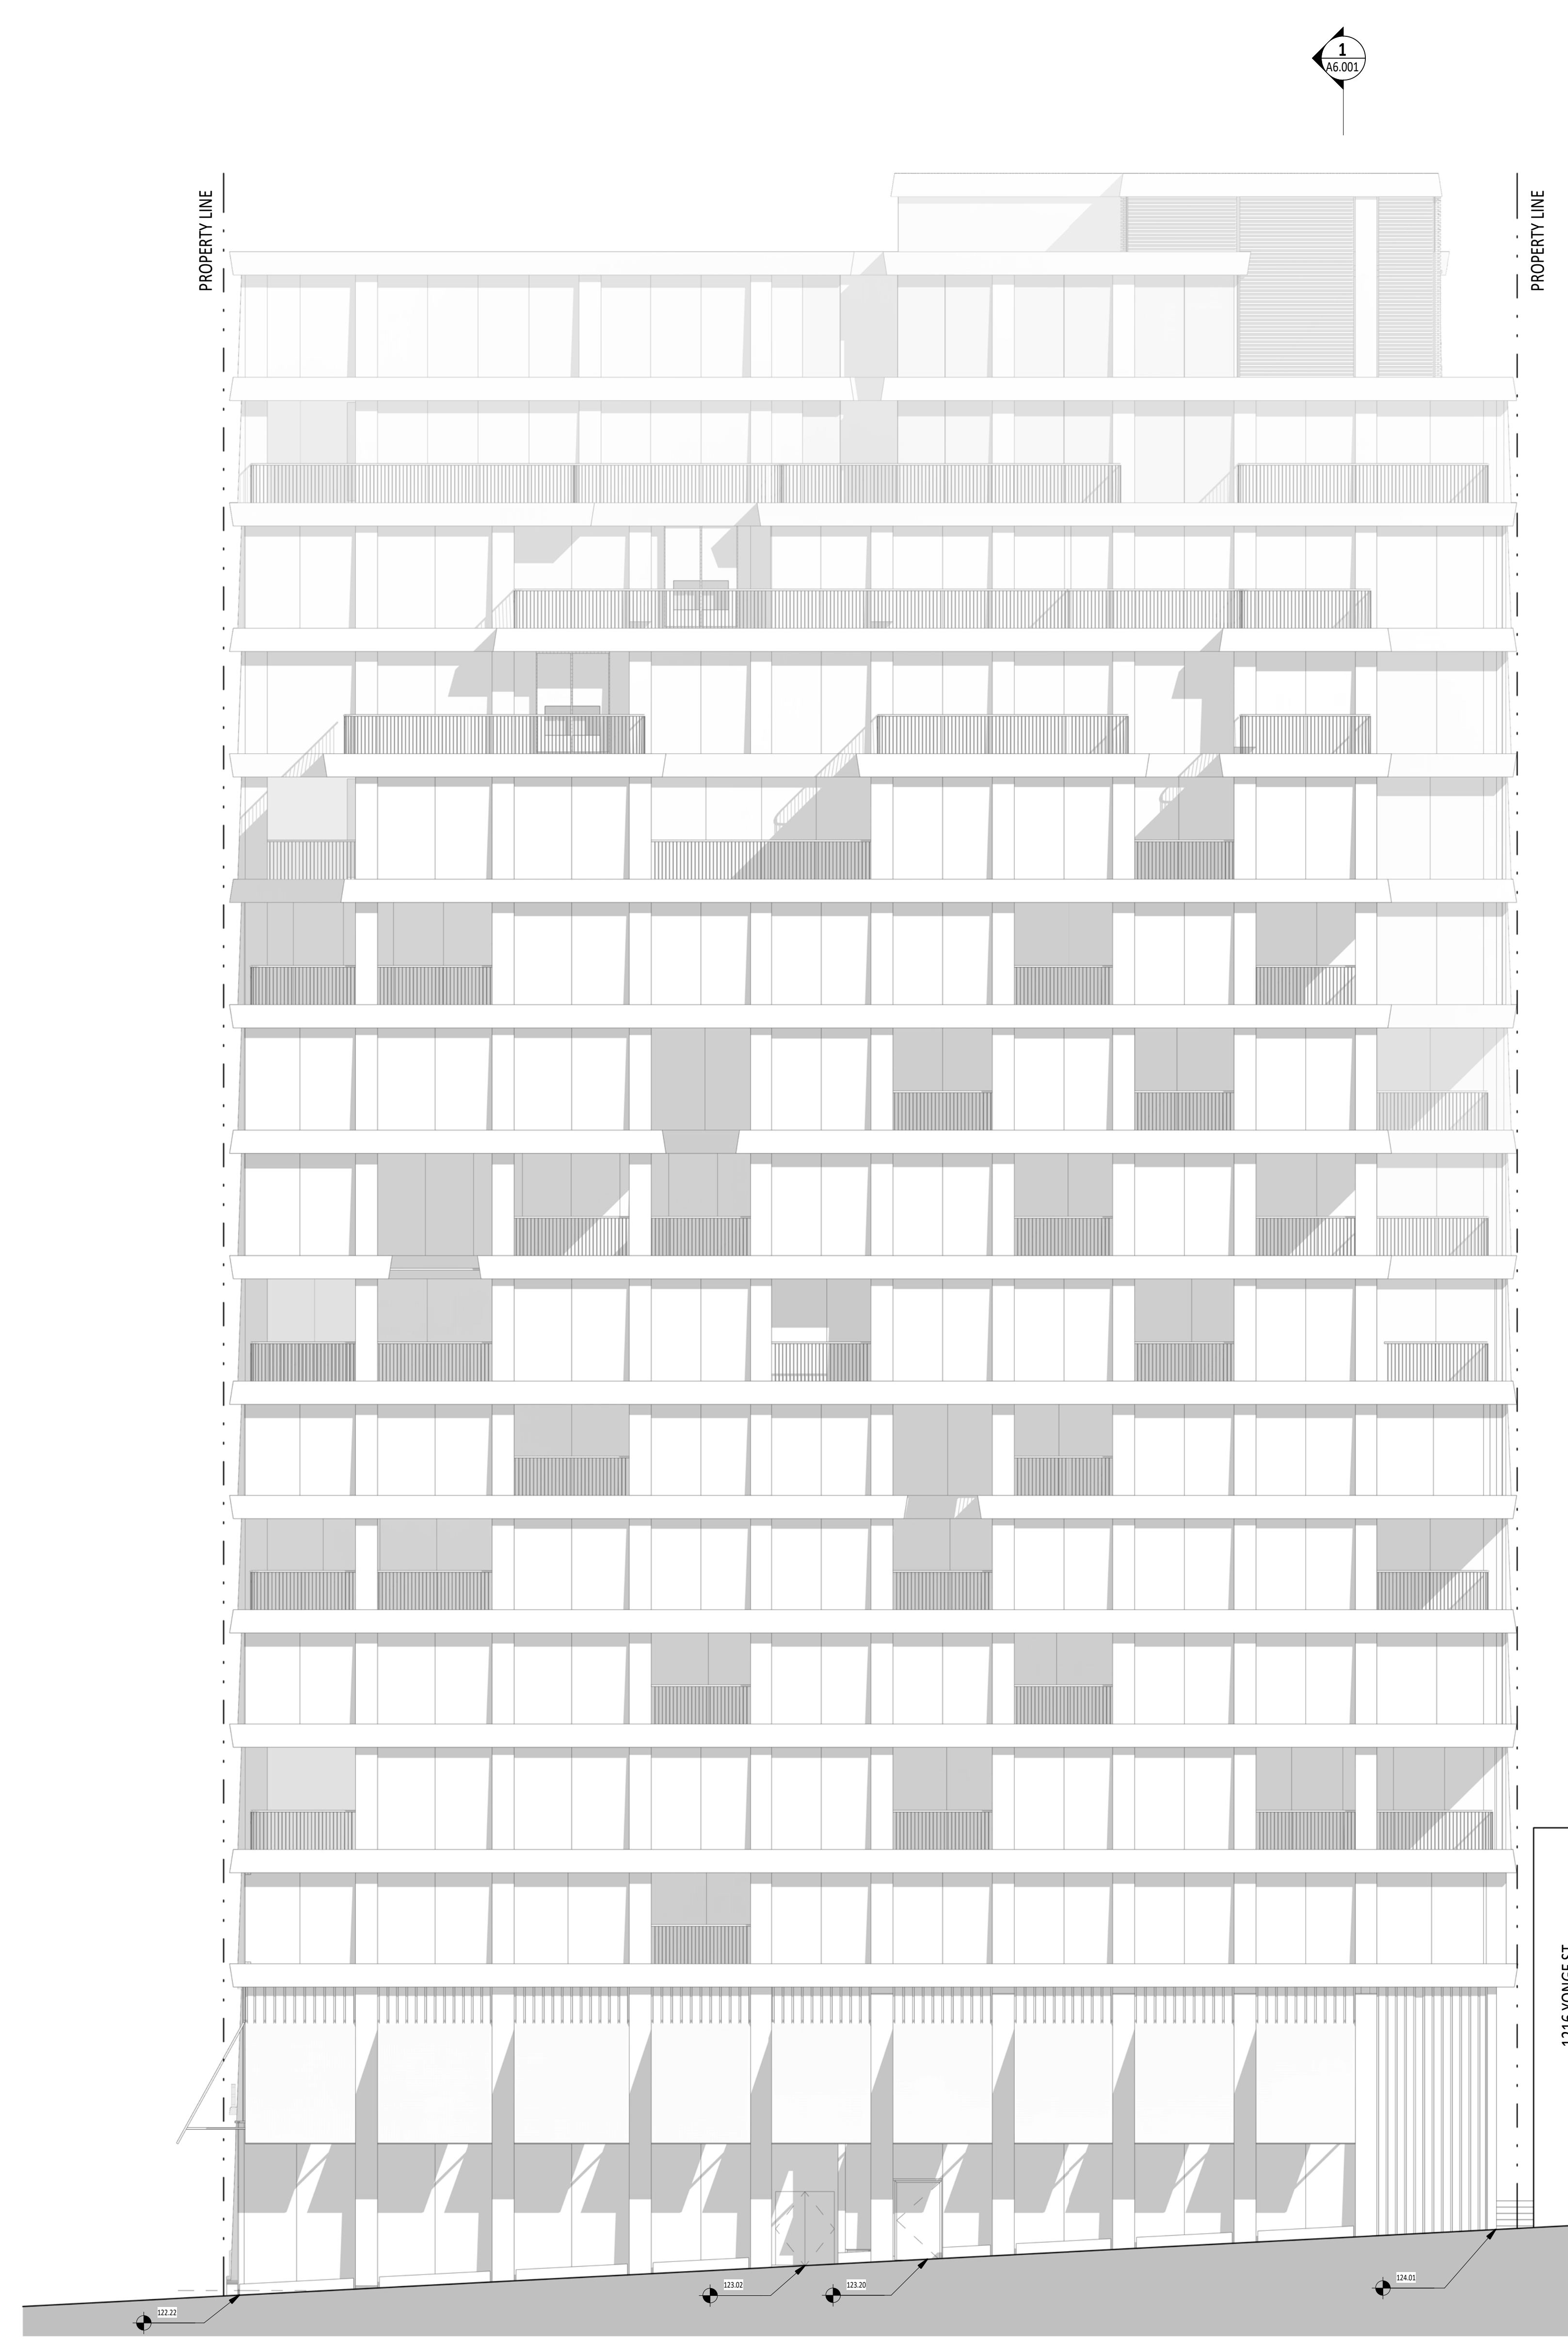 1
A6.001
PROPERTY LINE
PROPERTY LINE
1216 YONGE ST
123.02
123.20
124.01
122.22